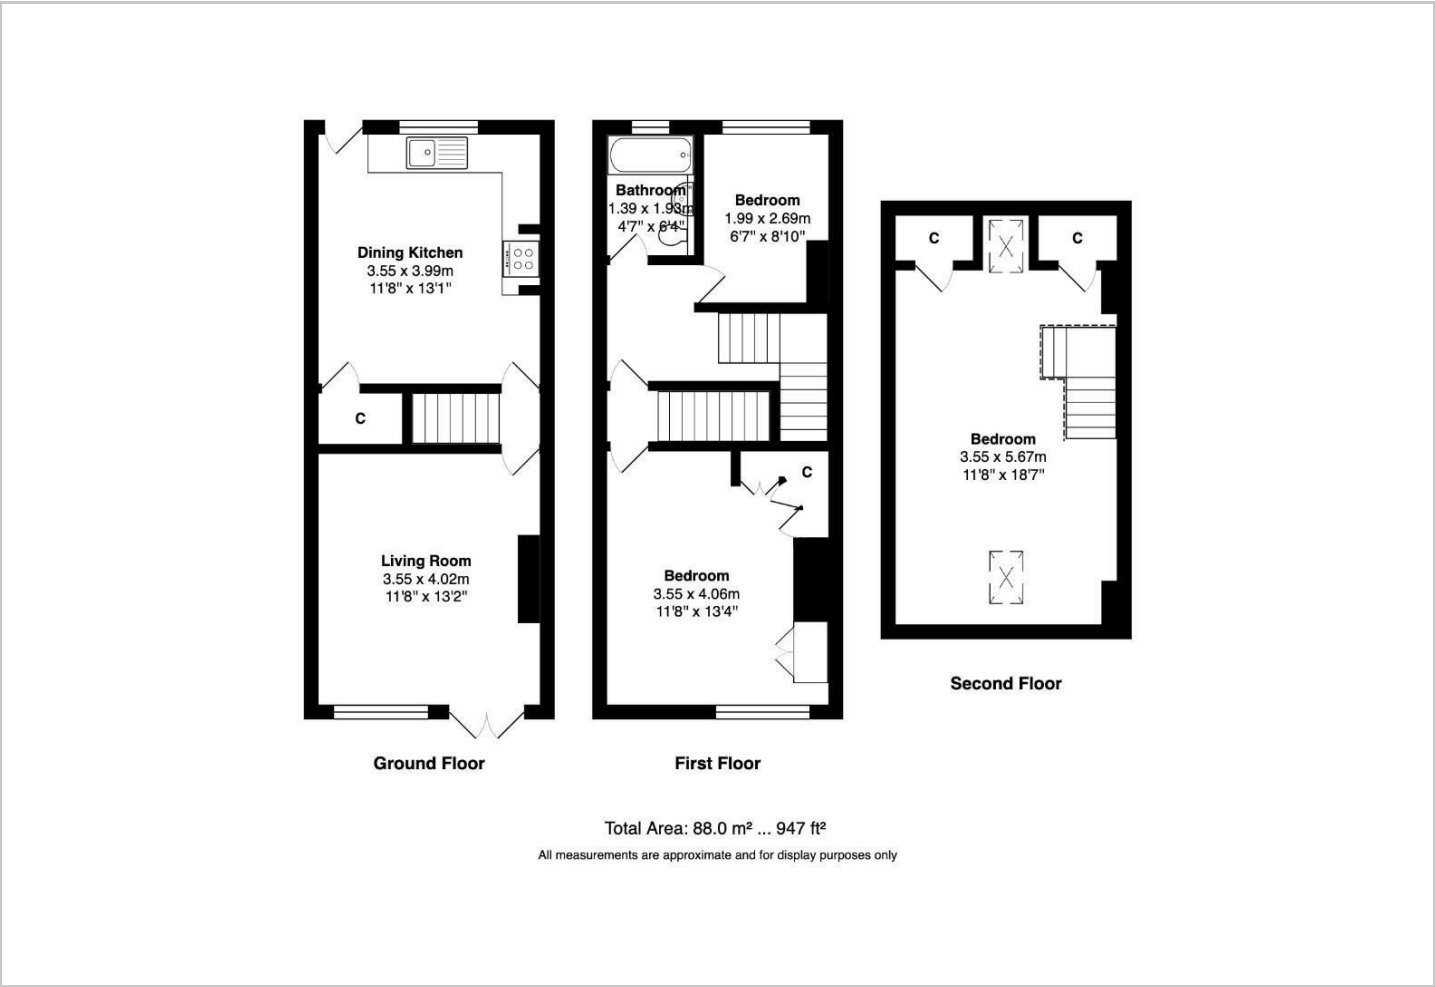 Dining Kitchen
3.55 x 3.99m
11'8" x 13'1"
C
Living Room
3.55 x 4.02m
11'8" x 13'2"
Ground Floor
Bathroom
1.39 x 1.93m
4'7" x 6'4"
Bedroom
1.99 x 2.69m
6'7" x 8'10"
C
Bedroom
3.55 x 4.06m
11'8" x 13'4"
First Floor
C
C
Bedroom
3.55 x 5.67m
11'8" x 18'7"
Second Floor
Total Area: 88.0 m² ... 947 ft²
All measurements are approximate and for display purposes only